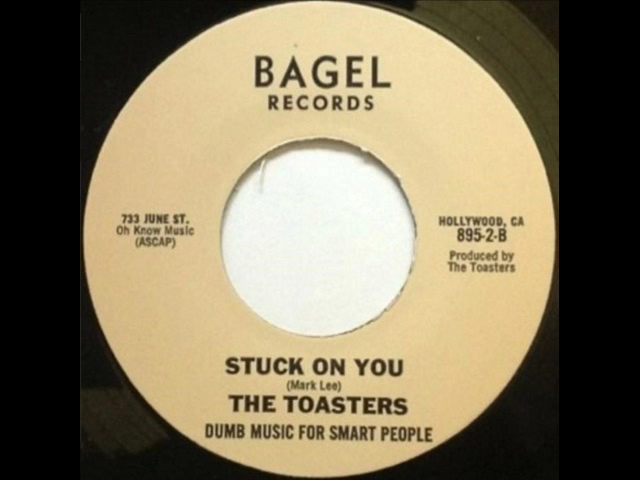 BAGEL
RECORDS
733 JUNE ST.
Oh Know Music
(ASCAP)
HOLLYWOOD, CA
895-2-B
Produced by
The Toasters
STUCK ON YOU
(Mark Lee)
THE TOASTERS
DUMB MUSIC FOR SMART PEOPLE